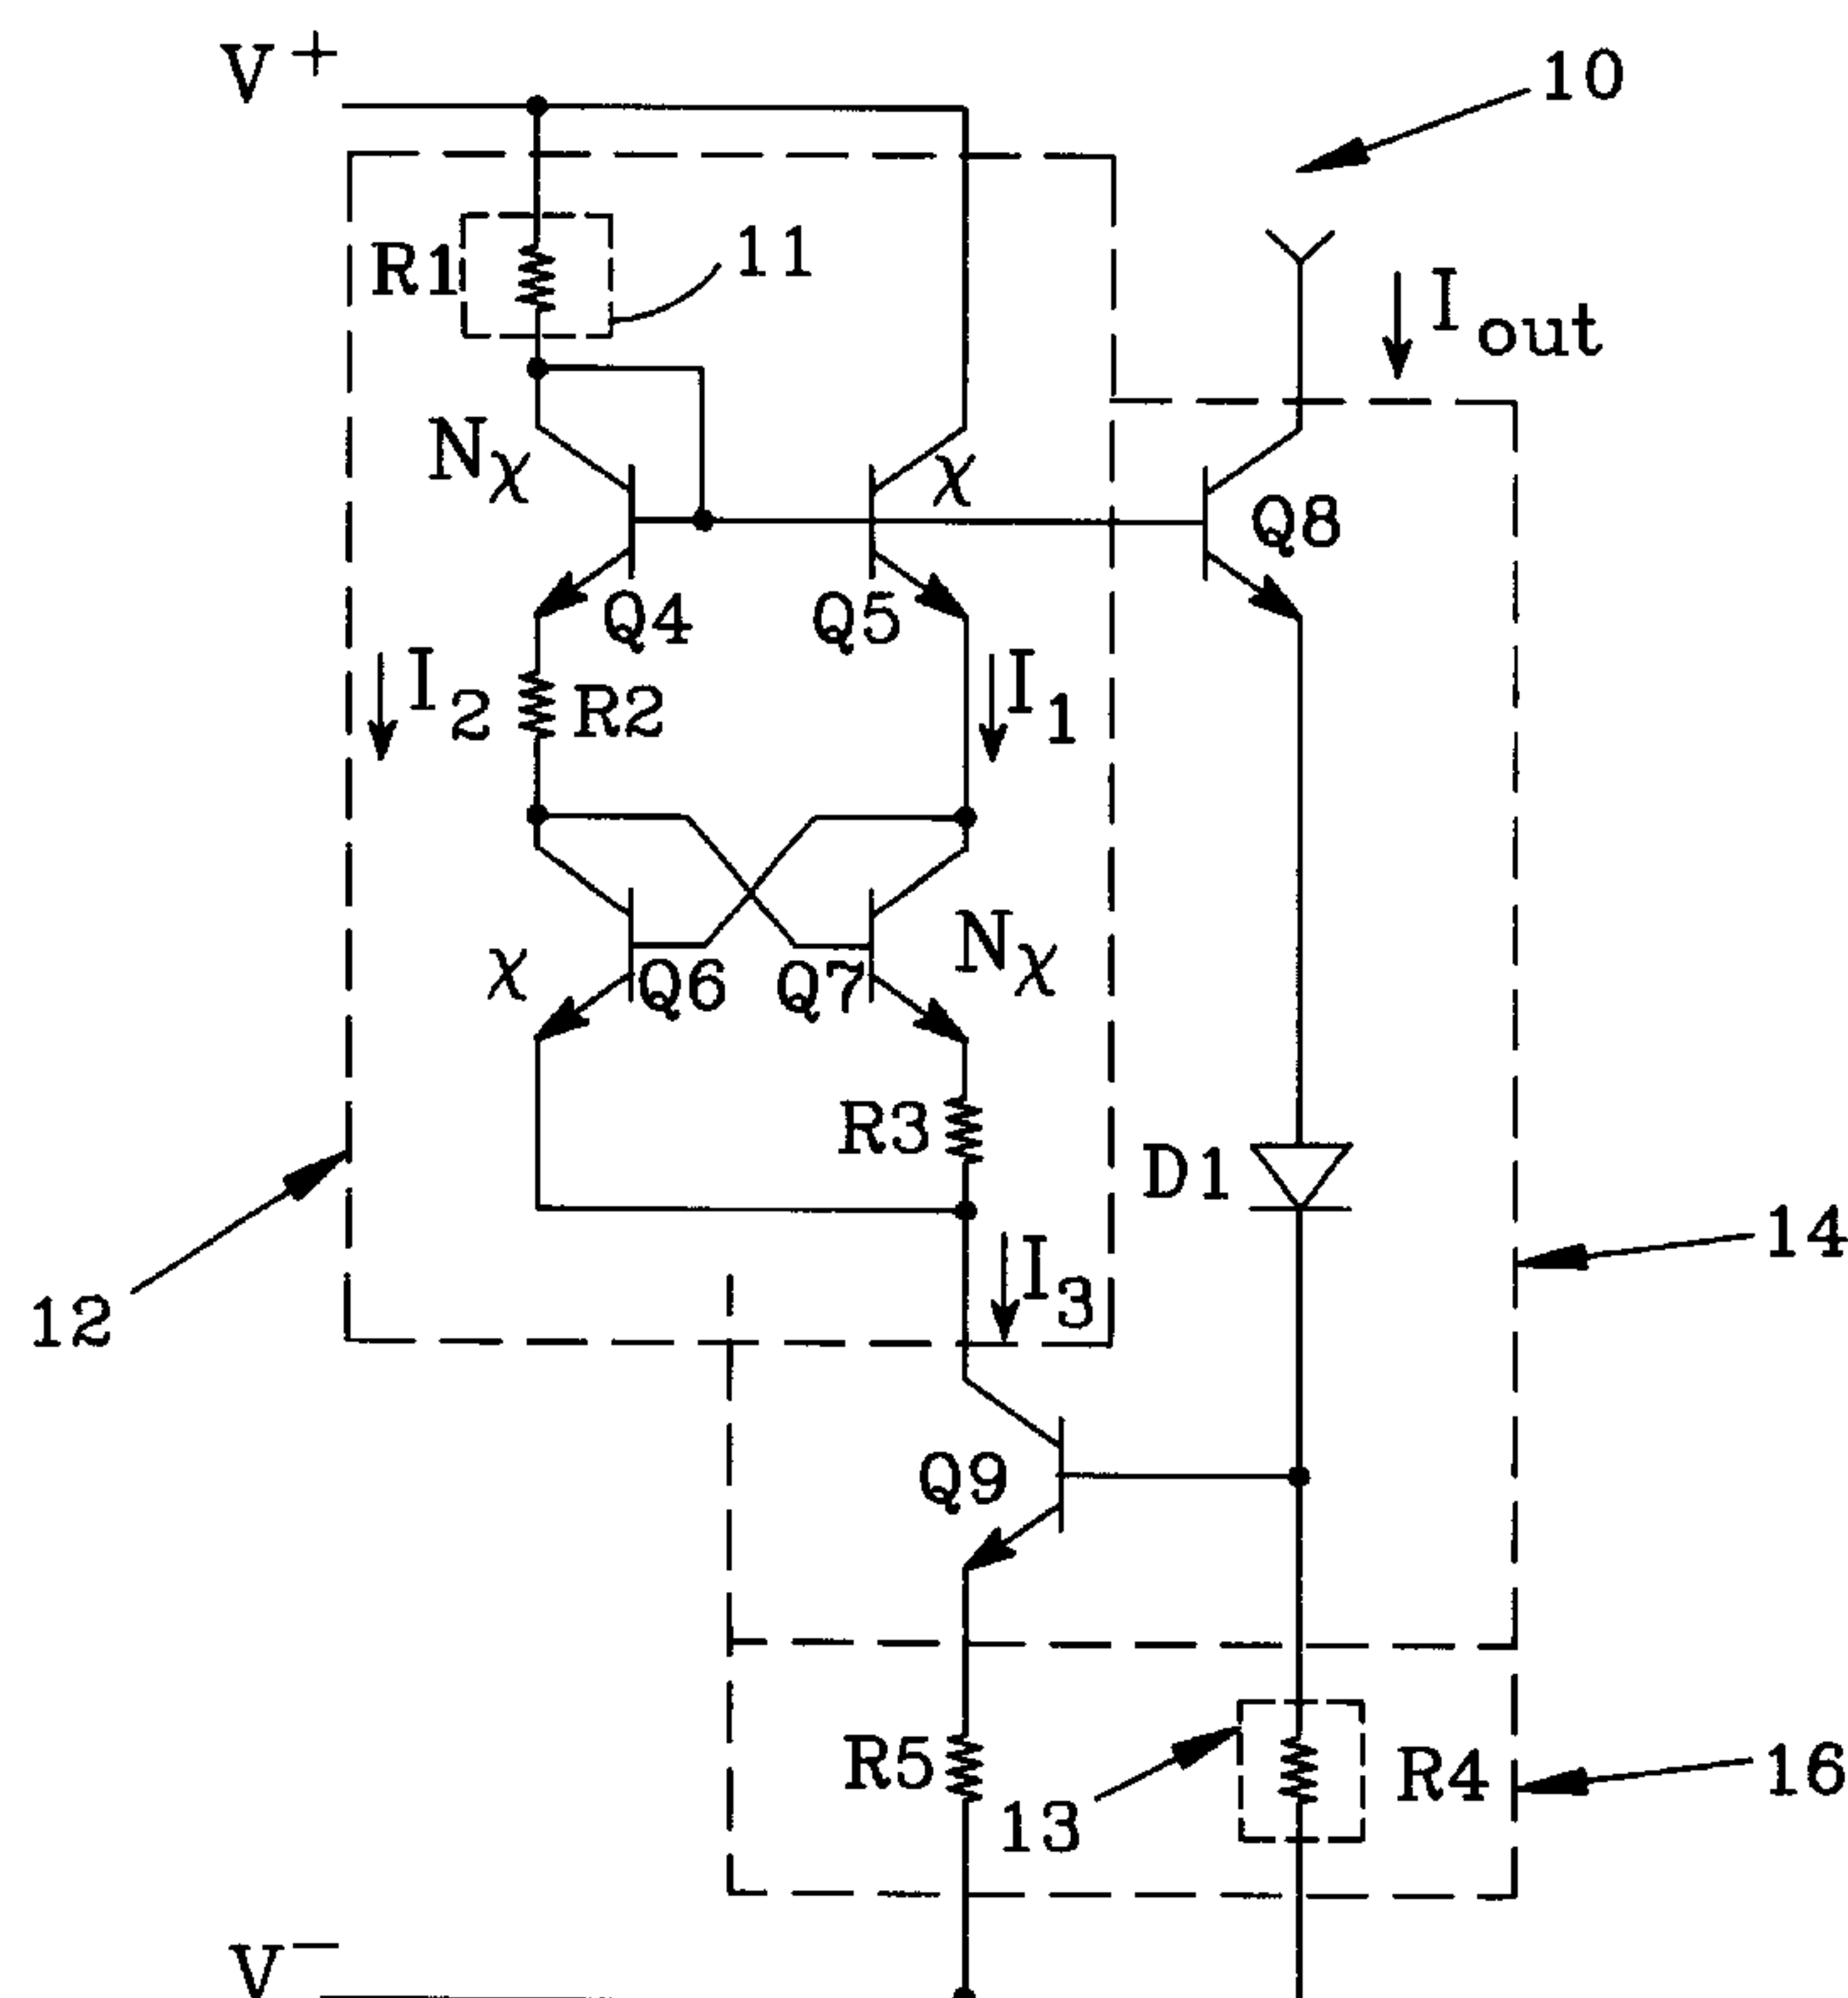 V+
10
R1
11
Iout
Nχ
χ
Q8
Q4
Q5
I2
R2
I1
χ
Q6
Q7
Nχ
R3
D1
12
I3
14
Q9
R5
13
R4
16
V−